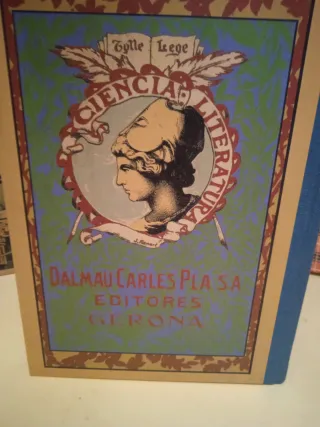 Tolle Lege
CIENCIA. LITERATURA
DALMAU CARLES PLA S.A.
EDITORES
GERONA